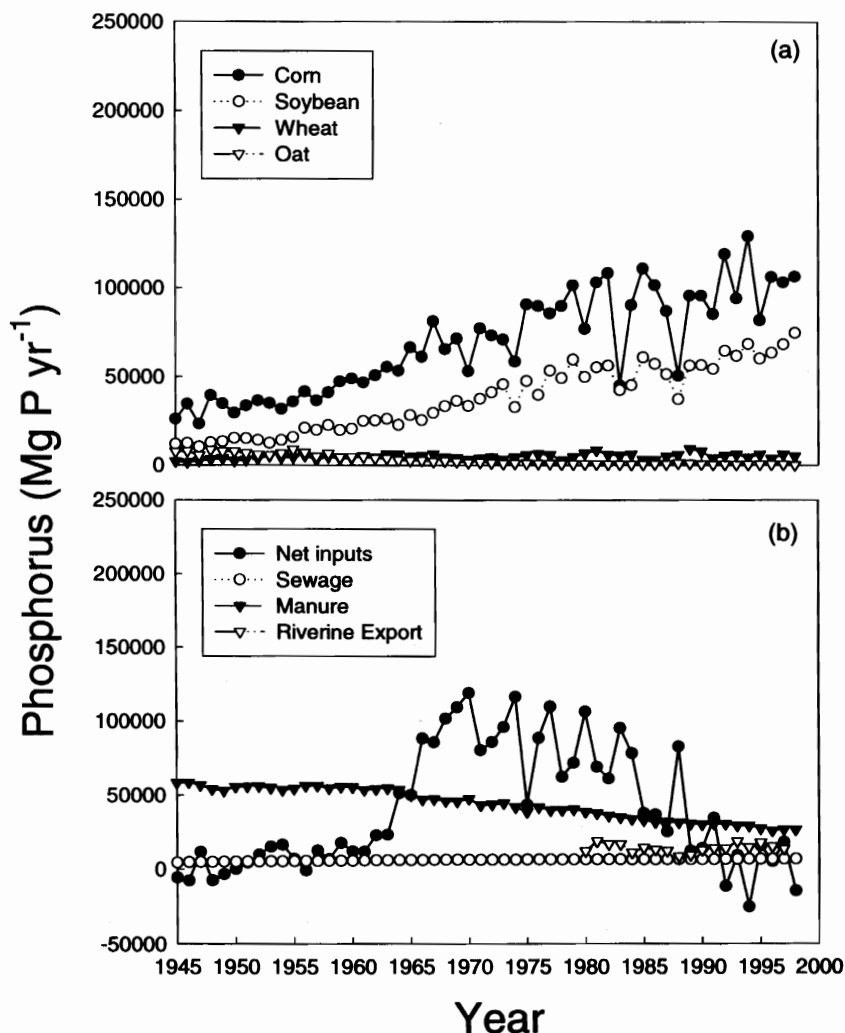 250000
(a)
Corn
Soybean
Wheat
Oat
200000
150000
100000
50000
0
Phosphorus (Mg P yr⁻¹)
250000
(b)
Net inputs
Sewage
Manure
Riverine Export
200000
150000
100000
50000
0
-50000
1945 1950 1955 1960 1965 1970 1975 1980 1985 1990 1995 2000
Year